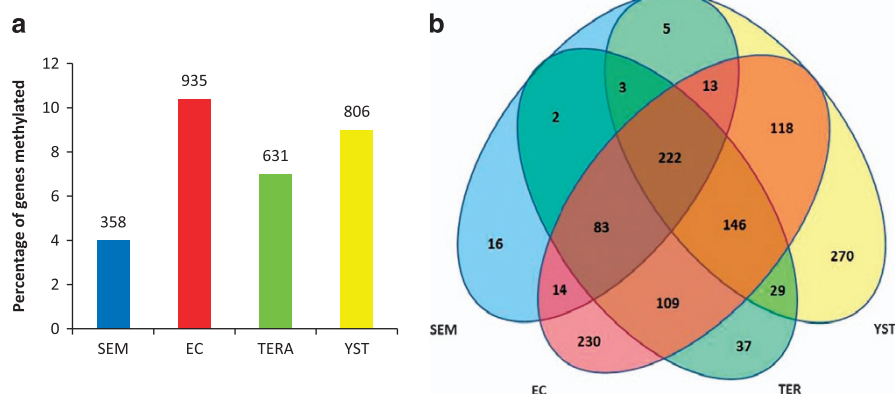 a
Percentage of genes methylated
12
10
8
6
4
2
0
358
935
631
806
SEM
EC
TERA
YST
b
5
3
13
2
118
222
83
146
16
270
14
29
109
230
37
SEM
YST
EC
TER